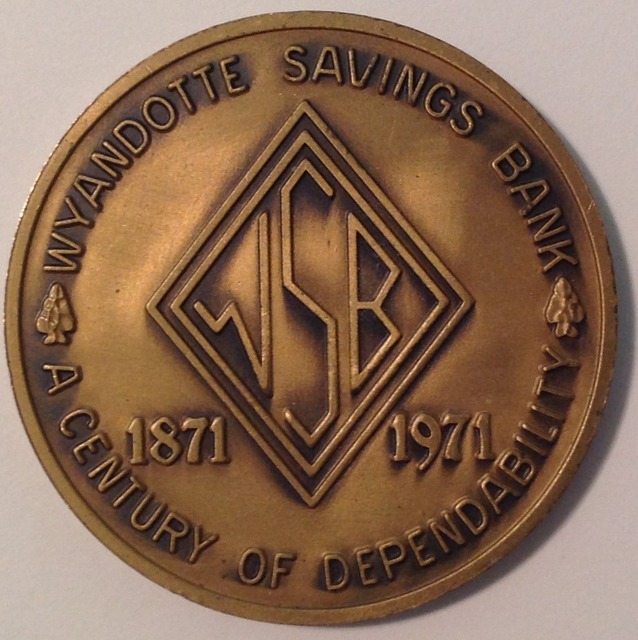 WYANDOTTE SAVINGS BANK
WSB
1871 1971
A CENTURY OF DEPENDABILITY